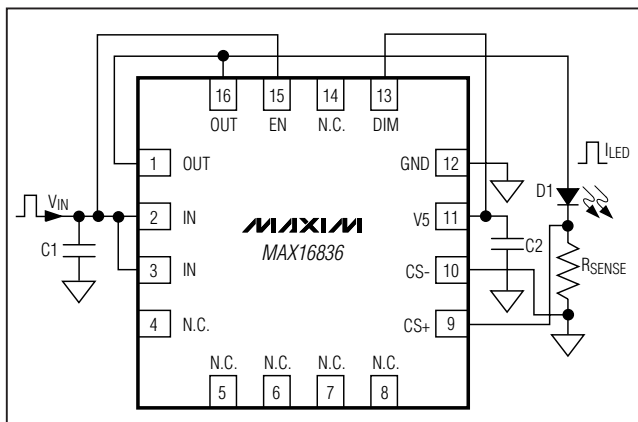 16 15 14 13
OUT EN N.C. DIM
1 OUT
GND 12
I_LED
V_IN
2 IN
V5 11
D1
MAXIM
MAX16836
C1
3 IN
CS- 10
C2
R_SENSE
4 N.C.
CS+ 9
N.C. N.C. N.C. N.C.
5 6 7 8